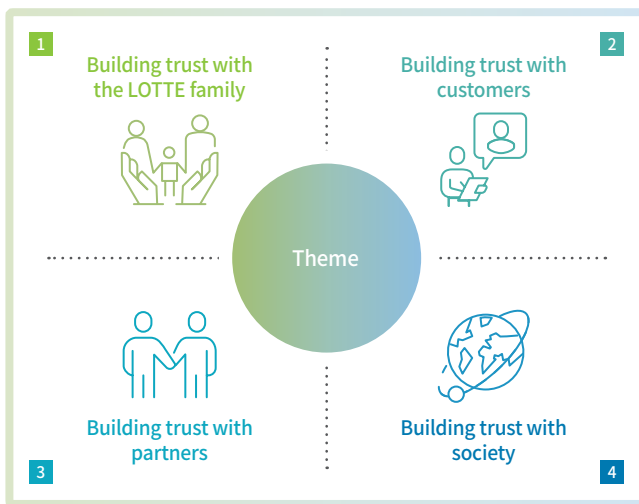 1
Building trust with
the LOTTE family
2
Building trust with
customers
Theme
Building trust with
partners
3
Building trust with
society
4